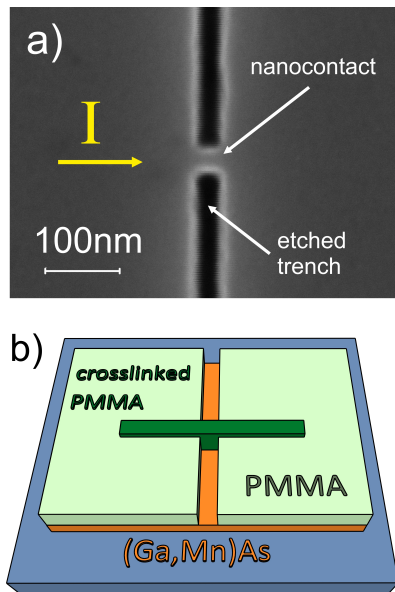 a)
nanocontact
I
100nm
etched
trench
b)
crosslinked
PMMA
PMMA
(Ga,Mn)As